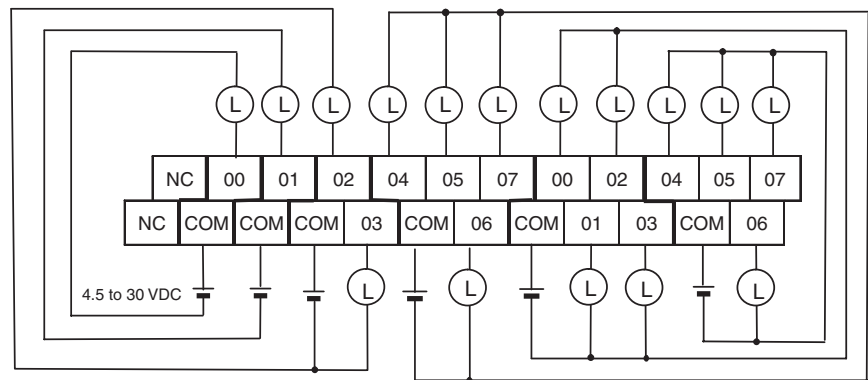 L L L L L L L L L L L
NC 00 01 02 04 05 07 00 02 04 05 07
NC COM COM COM 03 COM 06 COM 01 03 COM 06
4.5 to 30 VDC L L L L L